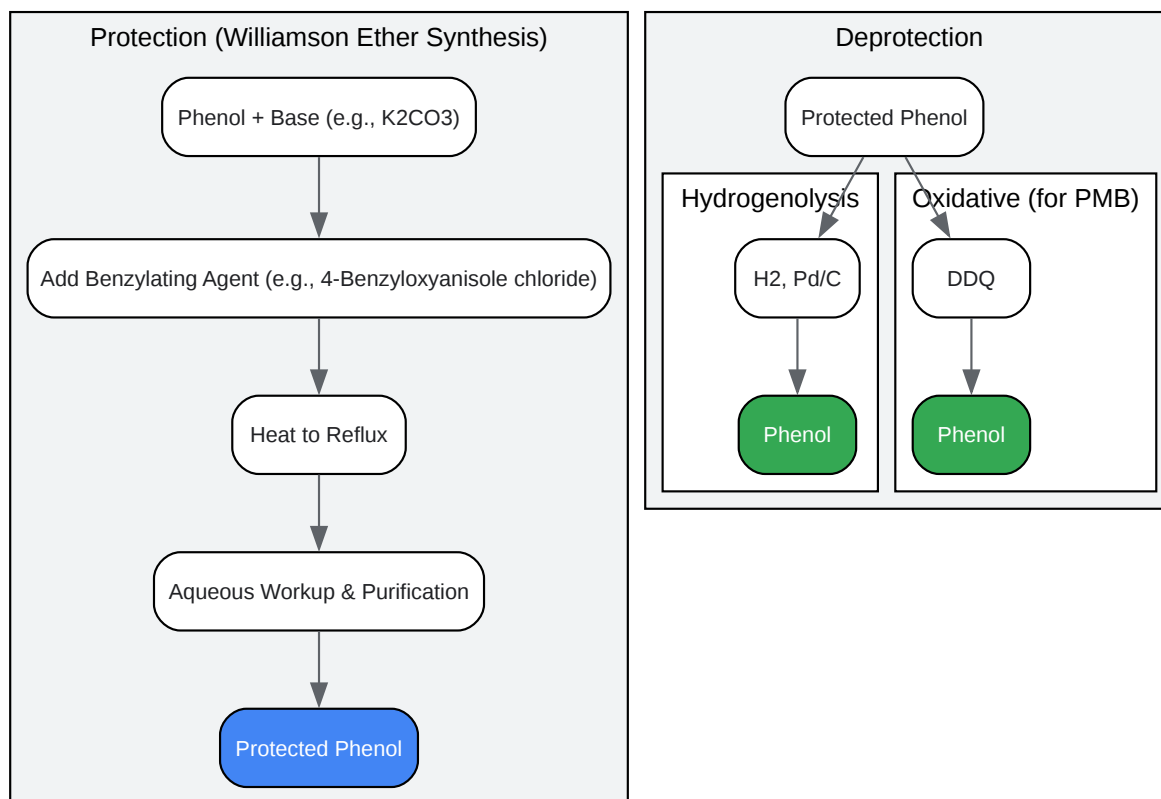 Protection (Williamson Ether Synthesis)
Phenol + Base (e.g., K2CO3)
Add Benzylating Agent (e.g., 4-Benzyloxyanisole chloride)
Heat to Reflux
Aqueous Workup & Purification
Protected Phenol
Deprotection
Protected Phenol
Hydrogenolysis
H2, Pd/C
Phenol
Oxidative (for PMB)
DDQ
Phenol